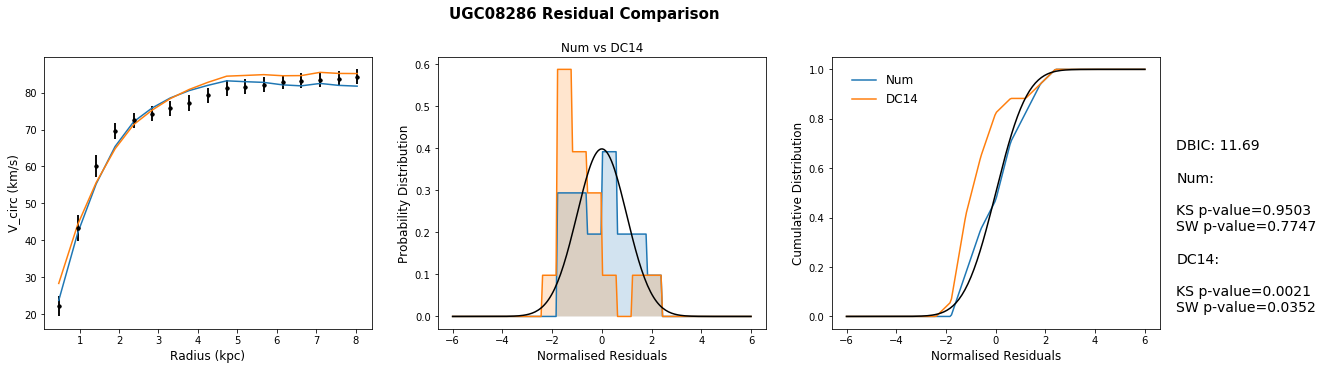 UGC08286 Residual Comparison
V_circ (km/s)
80
70
60
50
40
30
20
1
2
3
4
5
6
7
8
Radius (kpc)
Num vs DC14
Probability Distribution
0.6
0.5
0.4
0.3
0.2
0.1
0.0
−6
−4
−2
0
2
4
6
Normalised Residuals
Cumulative Distribution
1.0
0.8
0.6
0.4
0.2
0.0
Num
DC14
−6
−4
−2
0
2
4
6
Normalised Residuals
DBIC: 11.69
Num:
KS p-value=0.9503
SW p-value=0.7747
DC14:
KS p-value=0.0021
SW p-value=0.0352